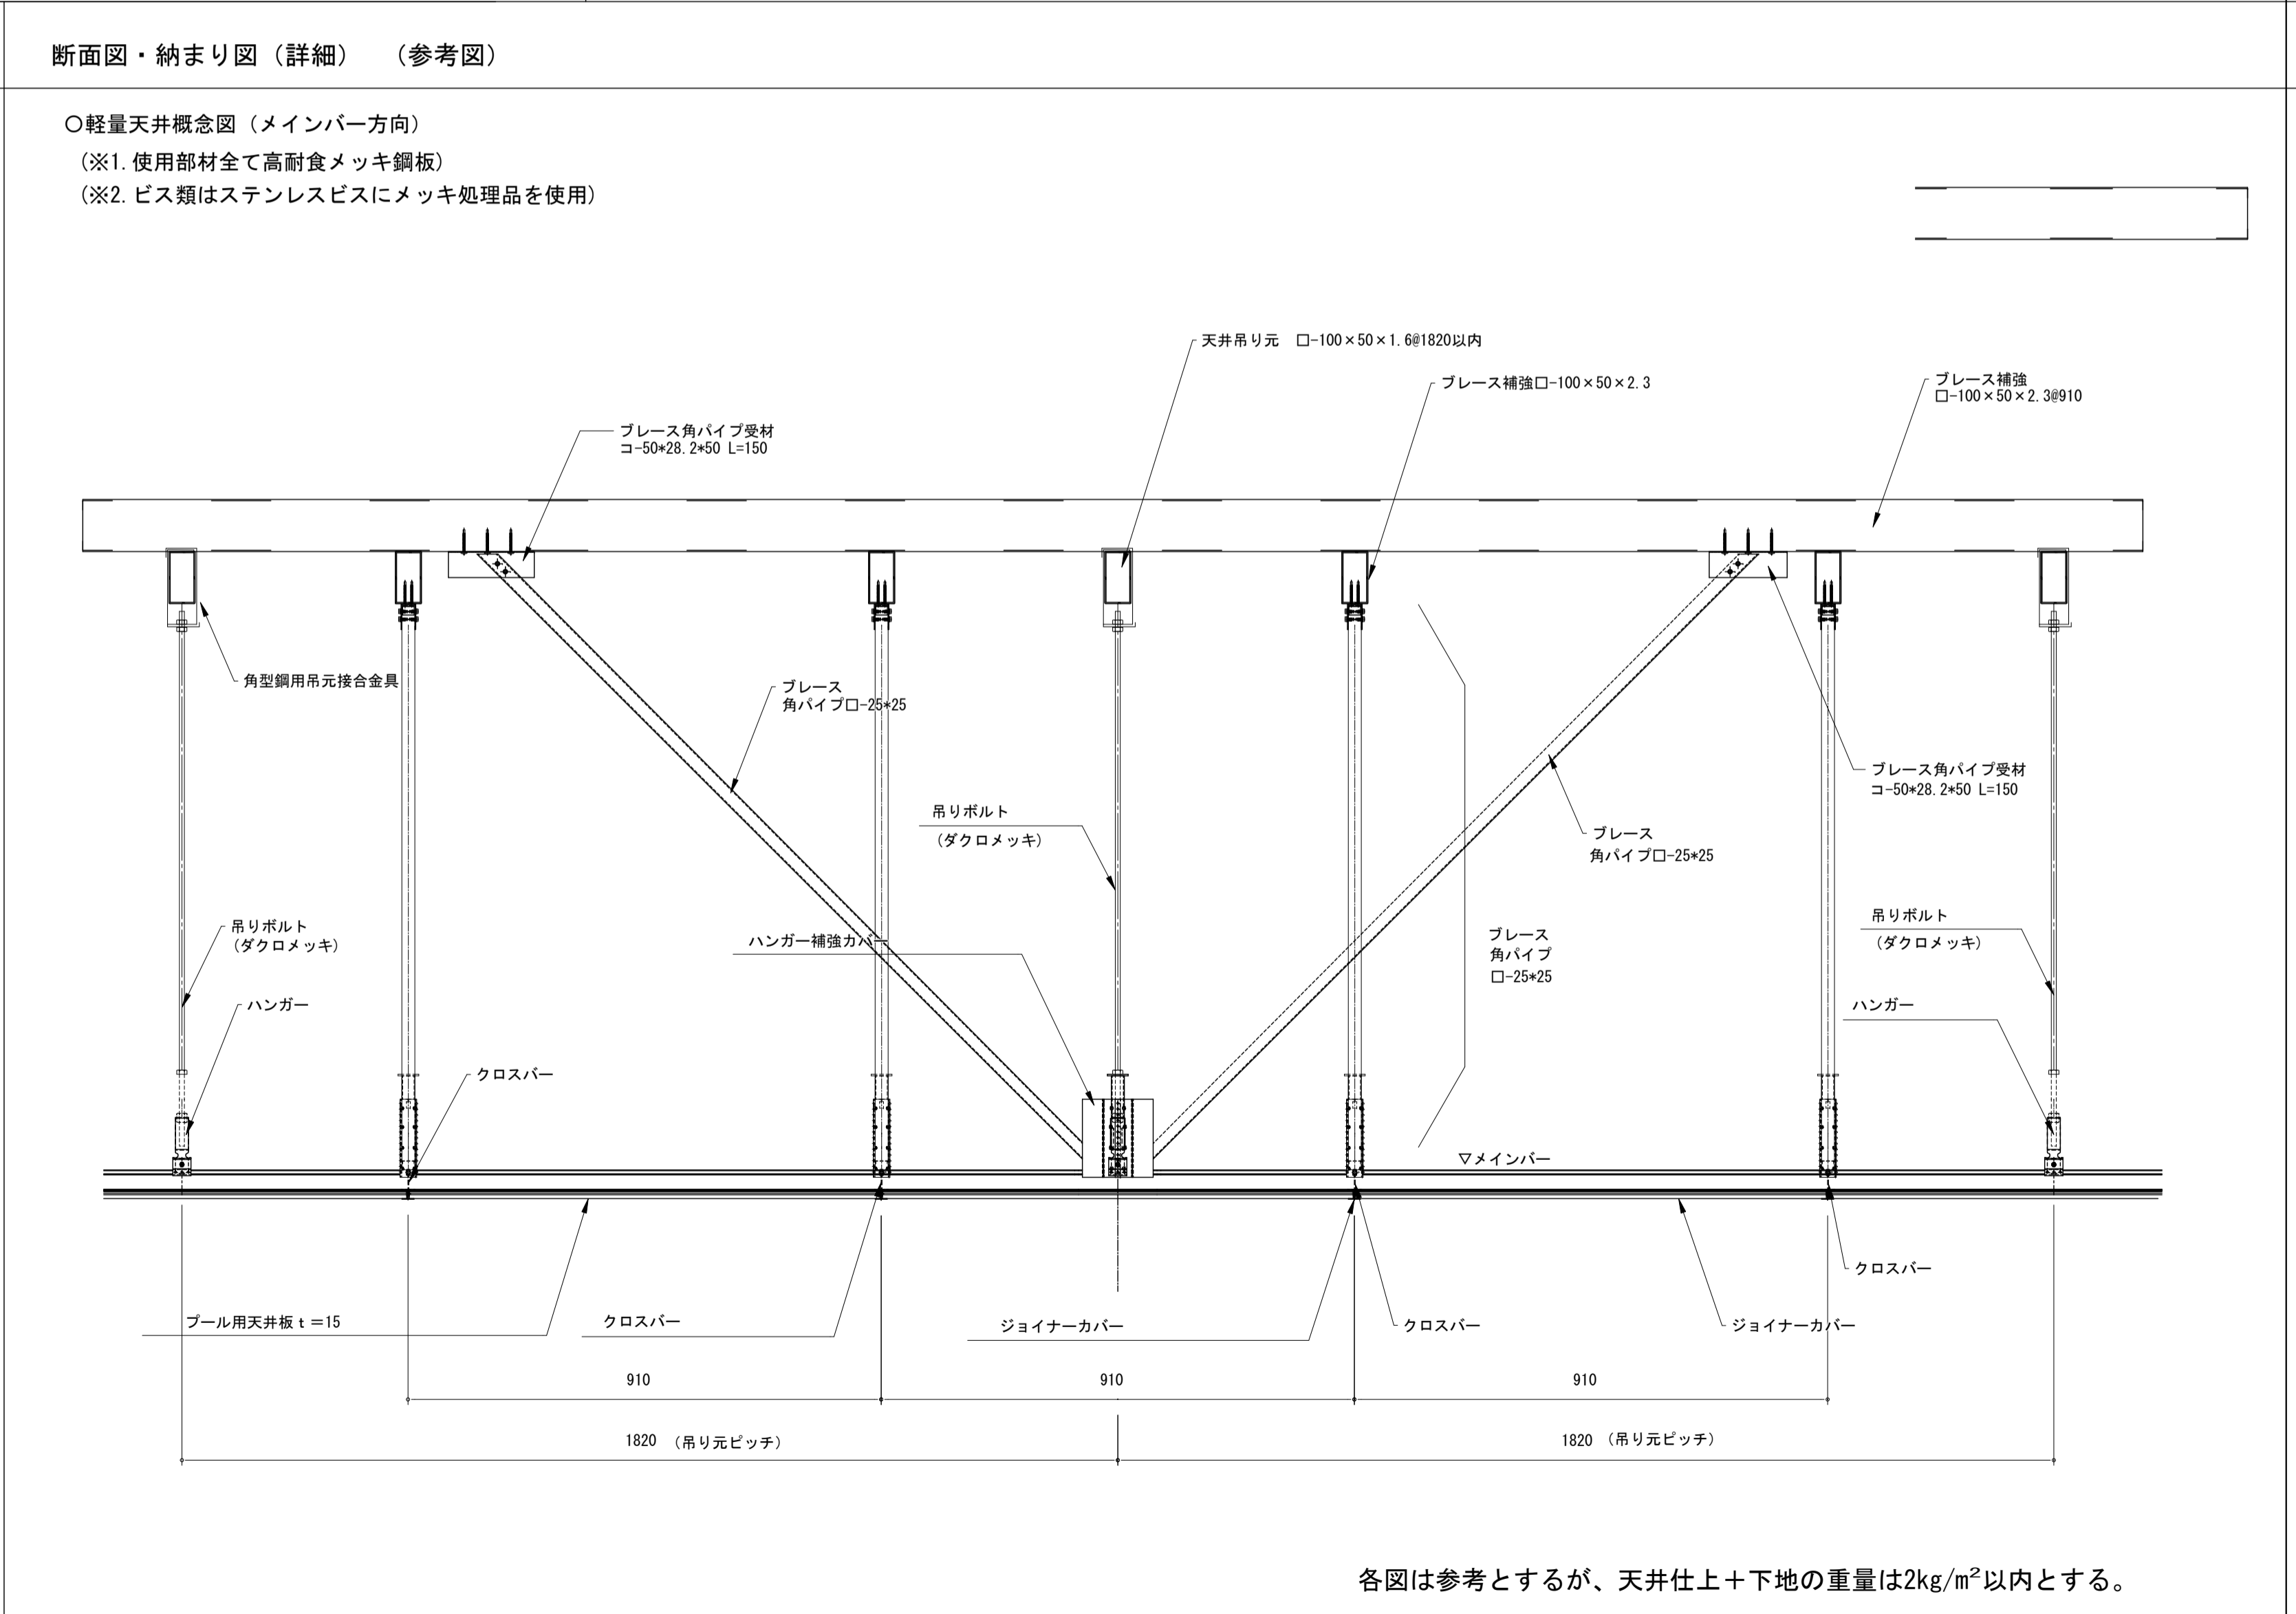 断面図・納まり図（詳細）　（参考図）
〇軽量天井概念図（メインバー方向）
(※1. 使用部材全て高耐食メッキ鋼板)
(※2. ビス類はステンレスビスにメッキ処理品を使用)
天井吊り元　□-100×50×1.6@1820以内
ブレース補強□-100×50×2.3
ブレース補強
□-100×50×2.3@910
ブレース角パイプ受材
コ-50*28.2*50 L=150
角型鋼用吊元接合金具
ブレース
角パイプ□-25*25
ブレース角パイプ受材
コ-50*28.2*50 L=150
吊りボルト
(ダクロメッキ)
ブレース
角パイプ□-25*25
吊りボルト
(ダクロメッキ)
ハンガー補強カバー
ブレース
角パイプ
□-25*25
吊りボルト
(ダクロメッキ)
ハンガー
ハンガー
クロスバー
▽メインバー
クロスバー
プール用天井板ｔ＝15
クロスバー
ジョイナーカバー
クロスバー
ジョイナーカバー
910
910
910
1820 （吊り元ピッチ）
1820 （吊り元ピッチ）
各図は参考とするが、天井仕上＋下地の重量は2kg/m²以内とする。